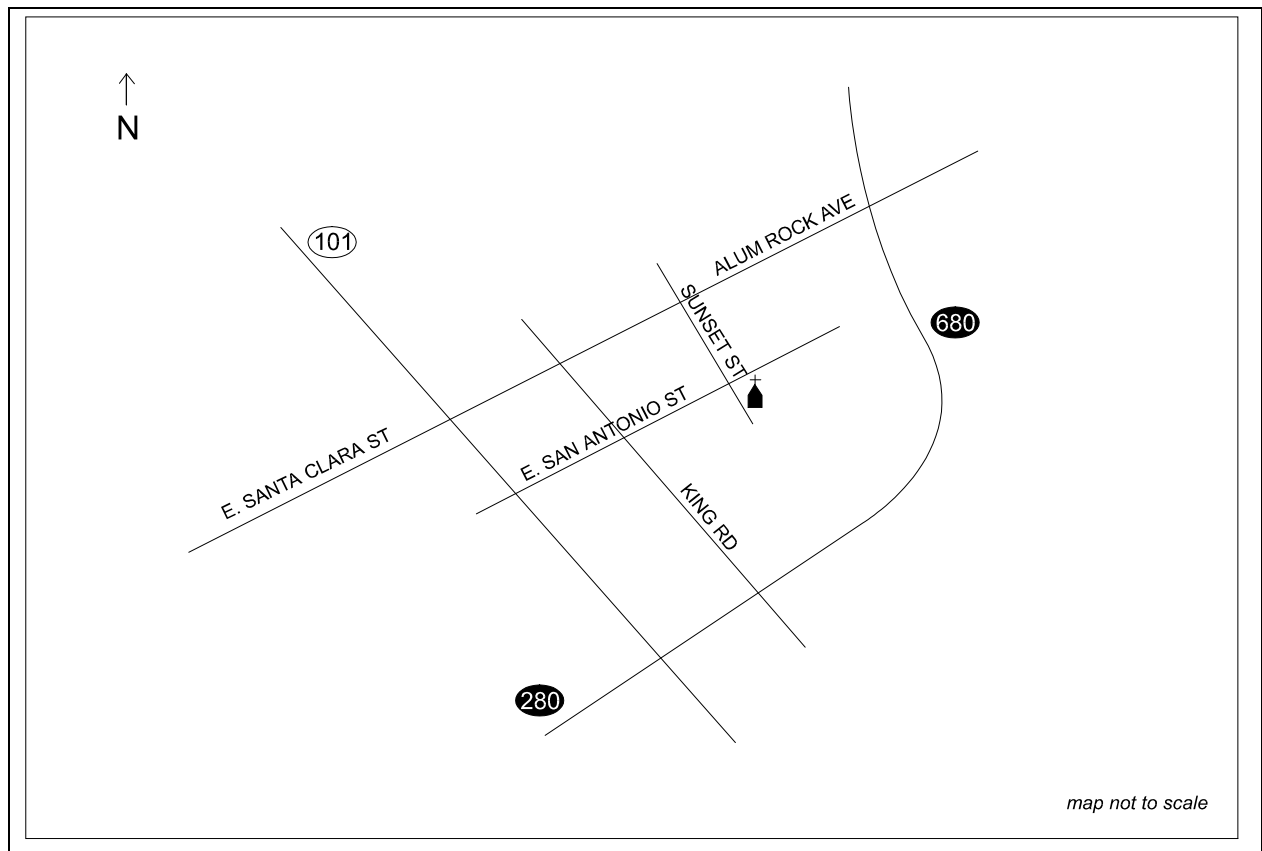 N
101
ALUM ROCK AVE
SUNSET ST
680
E. SAN ANTONIO ST
E. SANTA CLARA ST
KING RD
280
map not to scale